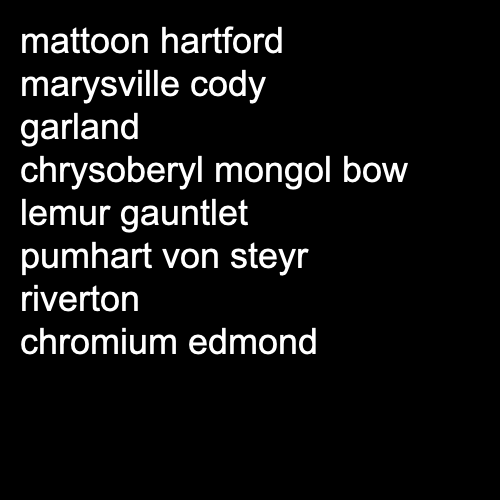 mattoon hartford
marysville cody
garland
chrysoberyl mongol bow
lemur gauntlet
pumhart von steyr
riverton
chromium edmond